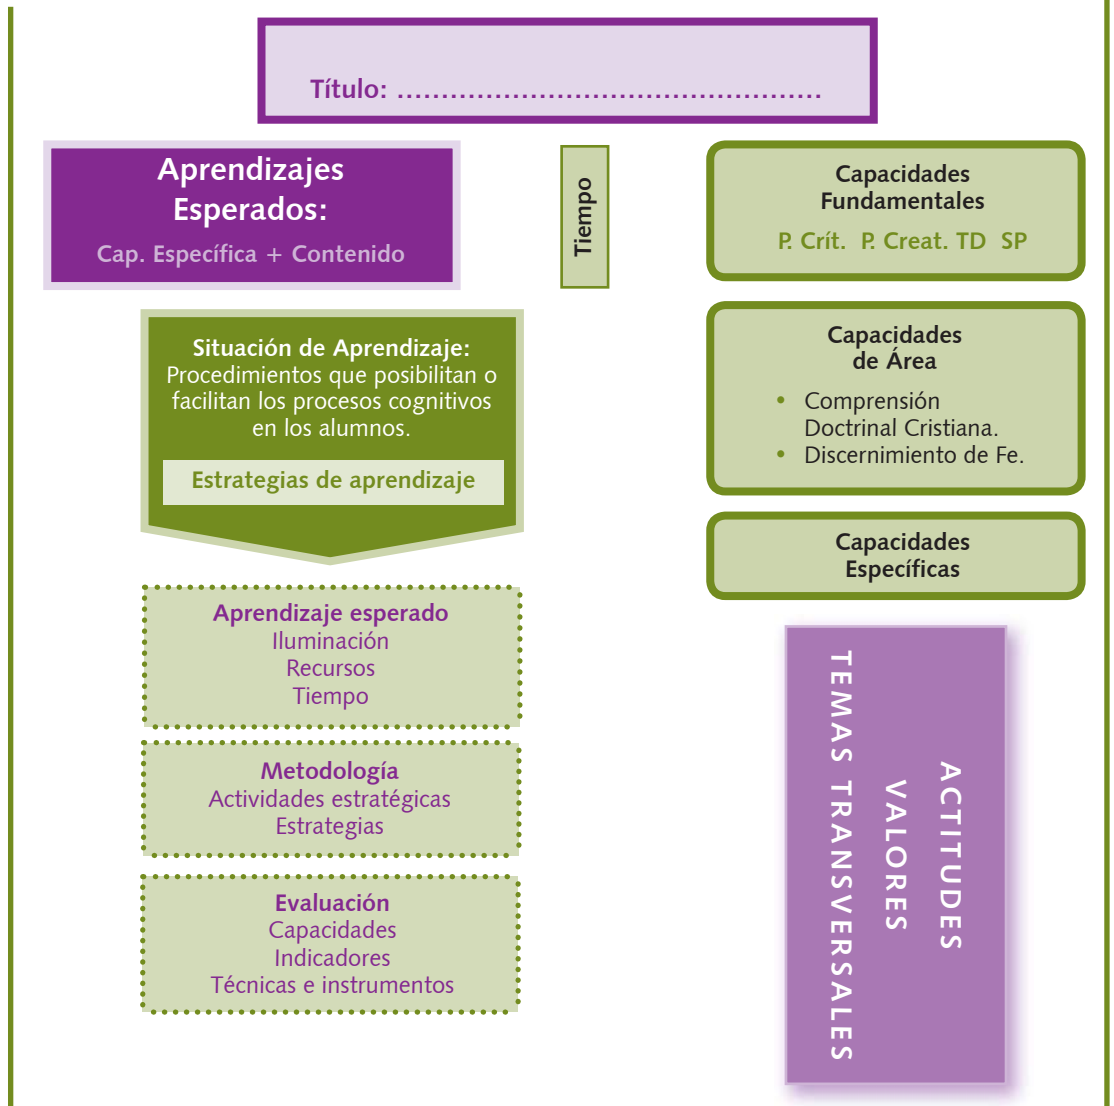 Título: ................................................
Aprendizajes
Esperados:
Cap. Específica + Contenido
Tiempo
Capacidades
Fundamentales
P. Crít.  P. Creat. TD  SP
Situación de Aprendizaje:
Procedimientos que posibilitan o
facilitan los procesos cognitivos
en los alumnos.
Estrategias de aprendizaje
Capacidades
de Área
• Comprensión
Doctrinal Cristiana.
• Discernimiento de Fe.
Capacidades
Específicas
Aprendizaje esperado
Iluminación
Recursos
Tiempo
Metodología
Actividades estratégicas
Estrategias
Evaluación
Capacidades
Indicadores
Técnicas e instrumentos
ACTITUDES
VALORES
TEMAS TRANSVERSALES